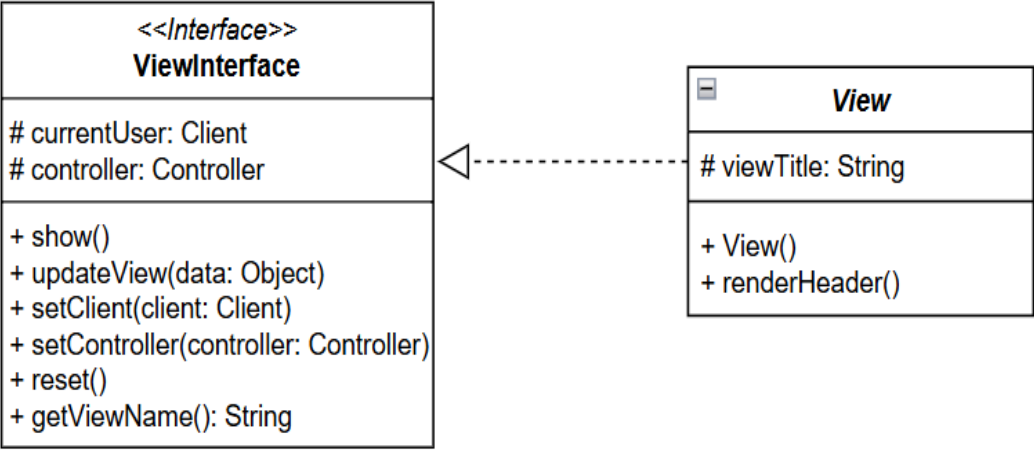 <<Interface>>
ViewInterface
# currentUser: Client
# controller: Controller
+ show()
+ updateView(data: Object)
+ setClient(client: Client)
+ setController(controller: Controller)
+ reset()
+ getViewName(): String
View
# viewTitle: String
+ View()
+ renderHeader()